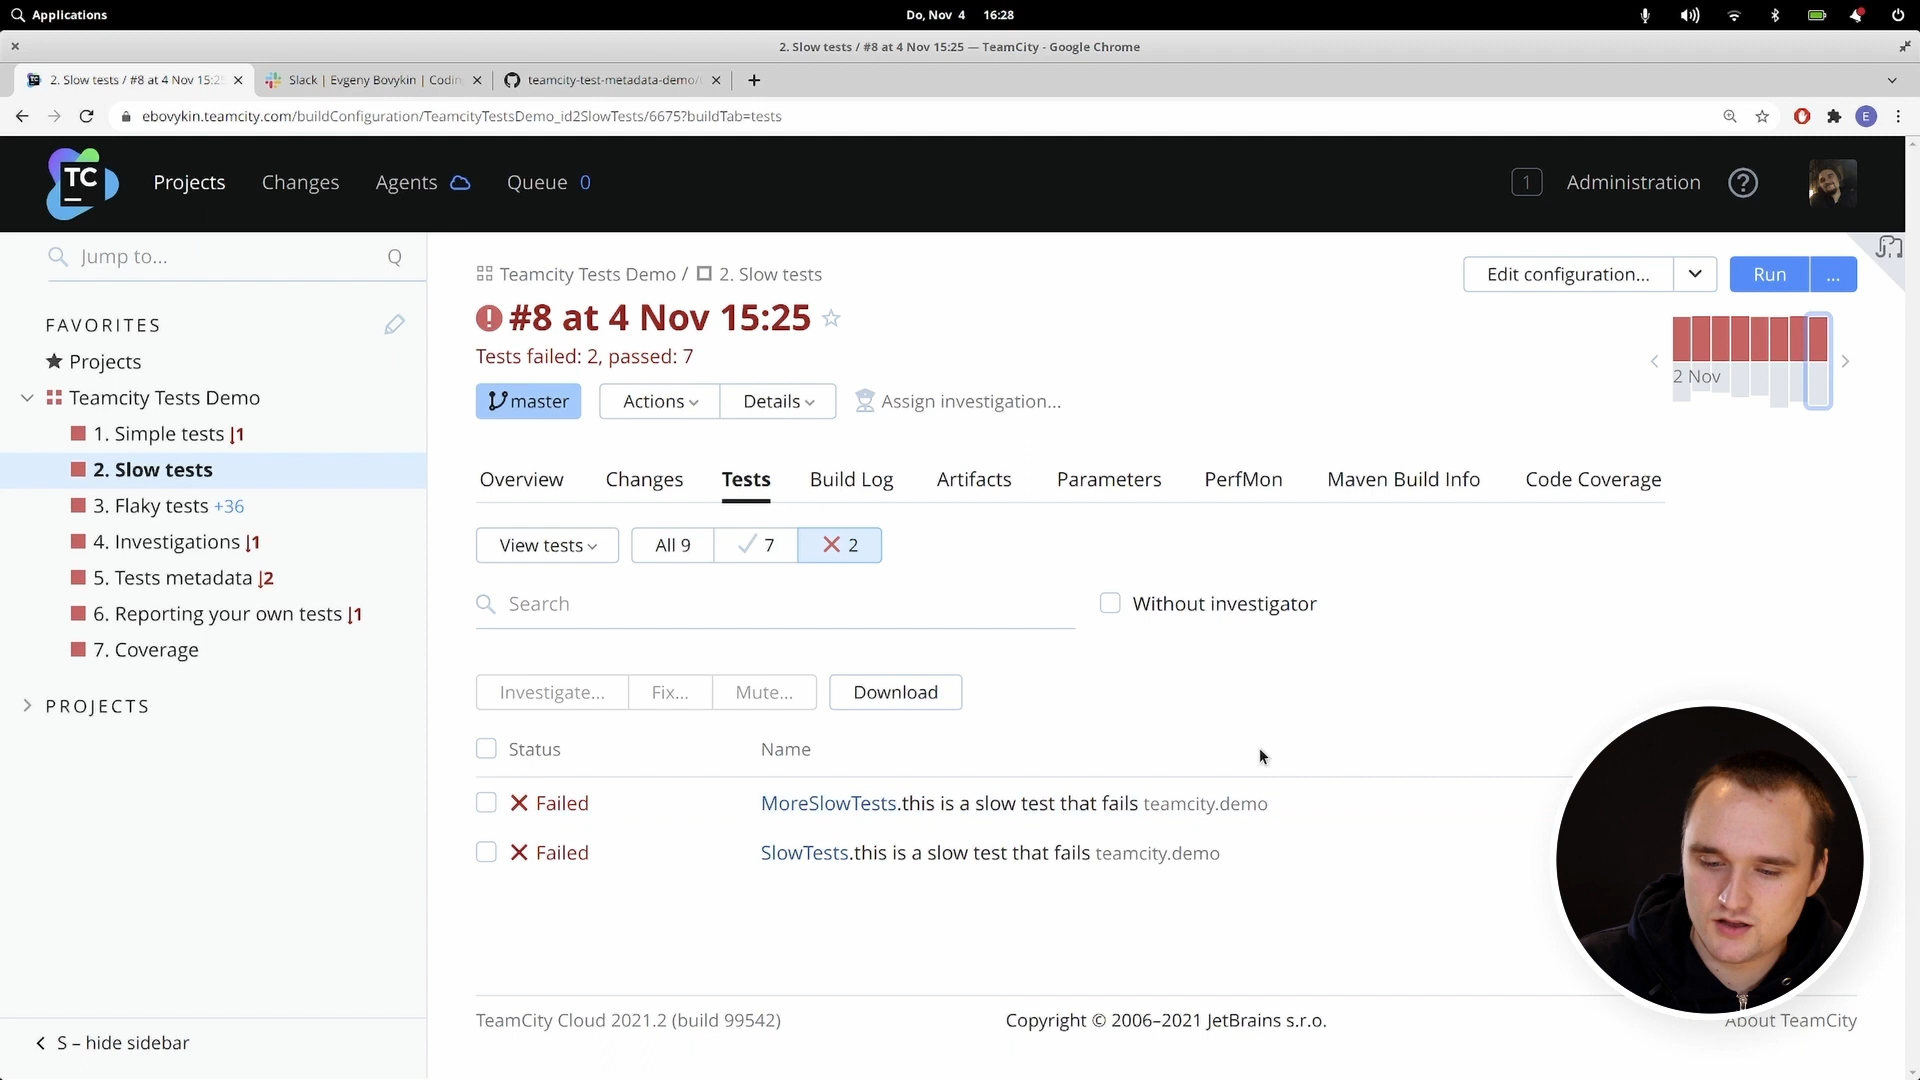 Applications
Do, Nov 4 16:28
2. Slow tests / #8 at 4 Nov 15:25 — TeamCity - Google Chrome
2. Slow tests / #8 at 4 Nov 15:25
Slack | Evgeny Bovykin | Codin
teamcity-test-metadata-demo/
ebovykin.teamcity.com/buildConfiguration/TeamcityTestsDemo_id2SlowTests/6675?buildTab=tests
E
TC
Projects
Changes
Agents
Queue 0
1
Administration
?
Jump to...
Q
FAVORITES
Projects
Teamcity Tests Demo
1. Simple tests 1
2. Slow tests
3. Flaky tests +36
4. Investigations 1
5. Tests metadata 2
6. Reporting your own tests 1
7. Coverage
PROJECTS
S – hide sidebar
Teamcity Tests Demo / 2. Slow tests
Edit configuration...
Run
...
#8 at 4 Nov 15:25
Tests failed: 2, passed: 7
2 Nov
master
Actions
Details
Assign investigation...
Overview
Changes
Tests
Build Log
Artifacts
Parameters
PerfMon
Maven Build Info
Code Coverage
View tests
All 9
7
2
Search
Without investigator
Investigate...
Fix...
Mute...
Download
Status
Name
Failed
MoreSlowTests.this is a slow test that fails teamcity.demo
Failed
SlowTests.this is a slow test that fails teamcity.demo
TeamCity Cloud 2021.2 (build 99542)
Copyright © 2006–2021 JetBrains s.r.o.
About TeamCity